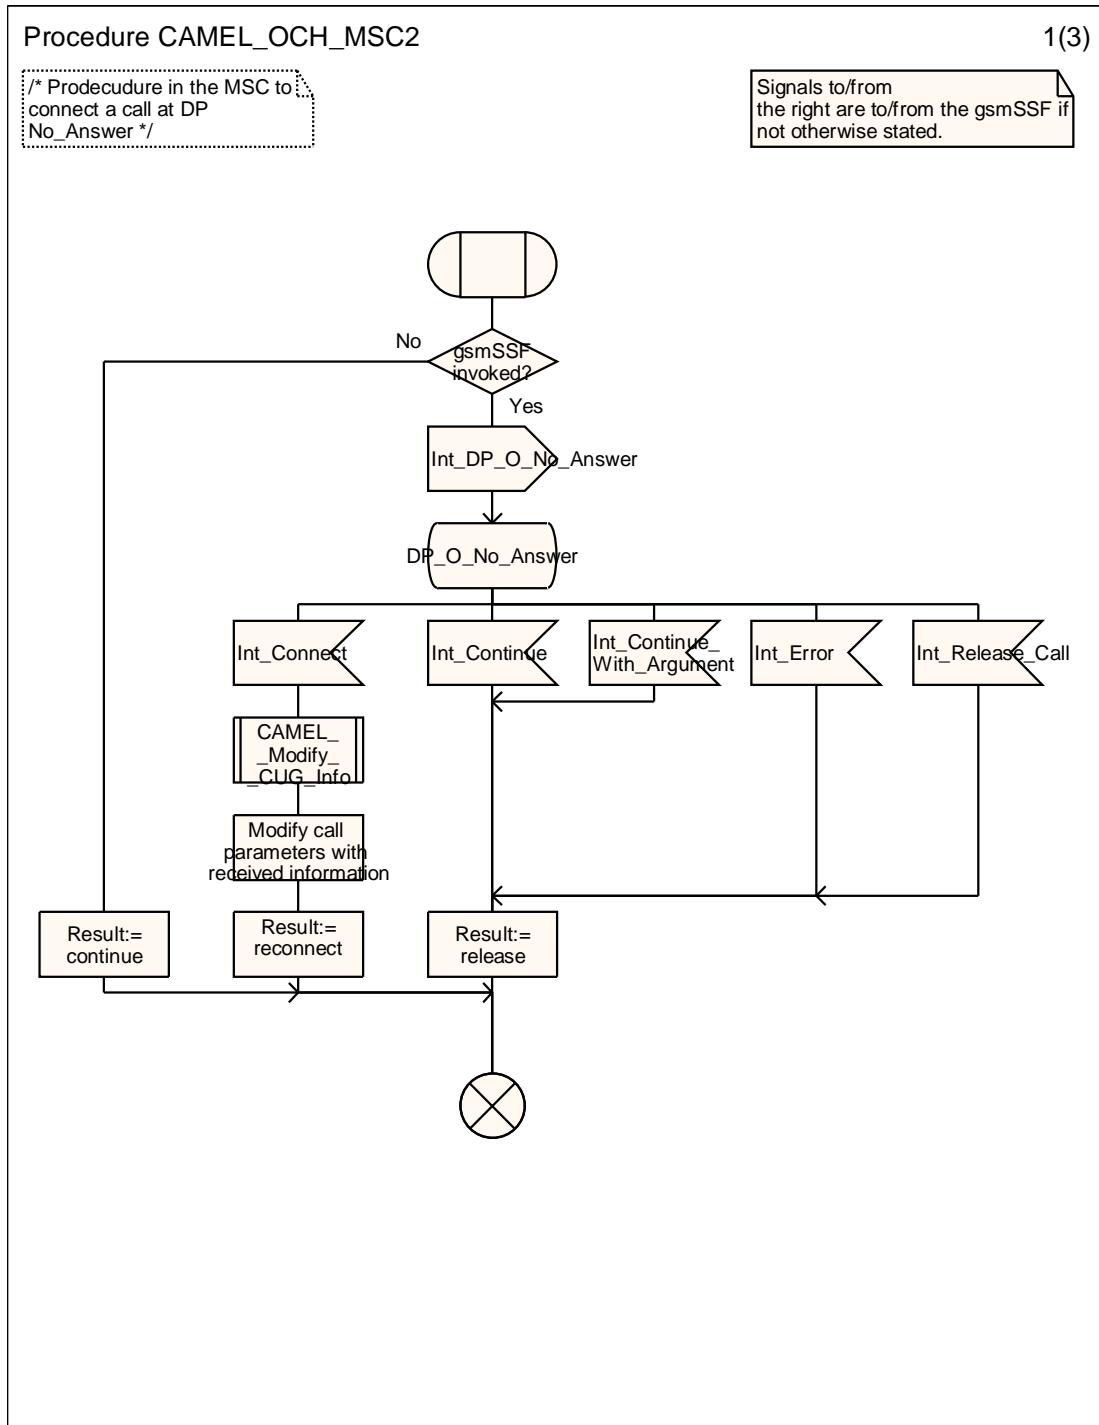 Procedure CAMEL_OCH_MSC2
1(3)
/* Prodecudure in the MSC to
connect a call at DP
No_Answer */
Signals to/from
the right are to/from the gsmSSF if
not otherwise stated.
No
gsmSSF
invoked?
Yes
Int_DP_O_No_Answer
DP_O_No_Answer
Int_Connect
Int_Continue
Int_Continue_
With_Argument
Int_Error
Int_Release_Call
CAMEL_
_Modify_
_CUG_Info
Modify call
parameters with
received information
Result:=
continue
Result:=
reconnect
Result:=
release